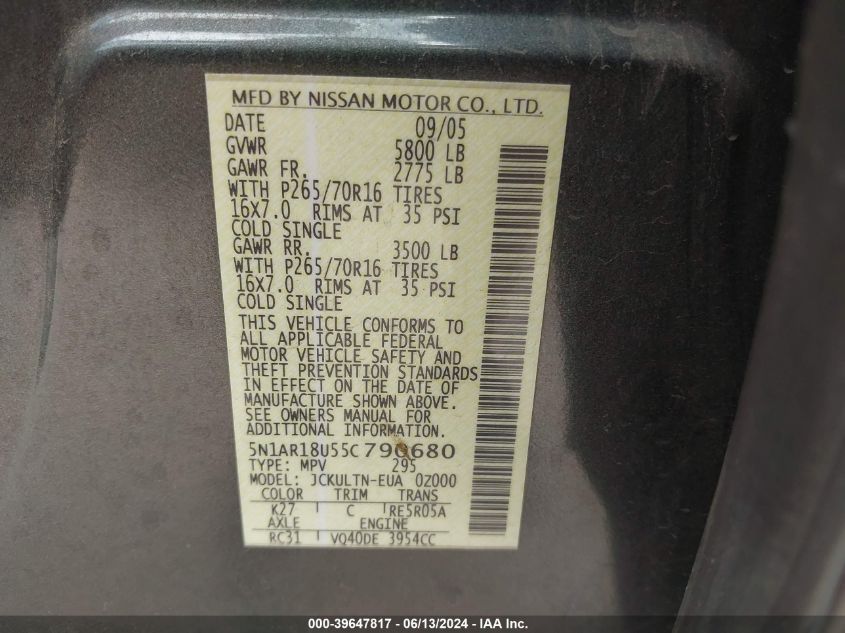 MFD BY NISSAN MOTOR CO., LTD.
DATE 09/05
GVWR 5800 LB
GAWR FR. 2775 LB
WITH P265/70R16 TIRES
16X7.0 RIMS AT 35 PSI
COLD SINGLE
GAWR RR. 3500 LB
WITH P265/70R16 TIRES
16X7.0 RIMS AT 35 PSI
COLD SINGLE
THIS VEHICLE CONFORMS TO
ALL APPLICABLE FEDERAL
MOTOR VEHICLE SAFETY AND
THEFT PREVENTION STANDARDS
IN EFFECT ON THE DATE OF
MANUFACTURE SHOWN ABOVE.
SEE OWNERS MANUAL FOR
ADDITIONAL INFORMATION.
5N1AR18U55C790680
TYPE: MPV 295
MODEL: JCKULTN-EUA 0Z000
COLOR TRIM TRANS
K27 C RE5R05A
AXLE ENGINE
RC31 VQ40DE 3954CC
000-39647817 - 06/13/2024 - IAA Inc.